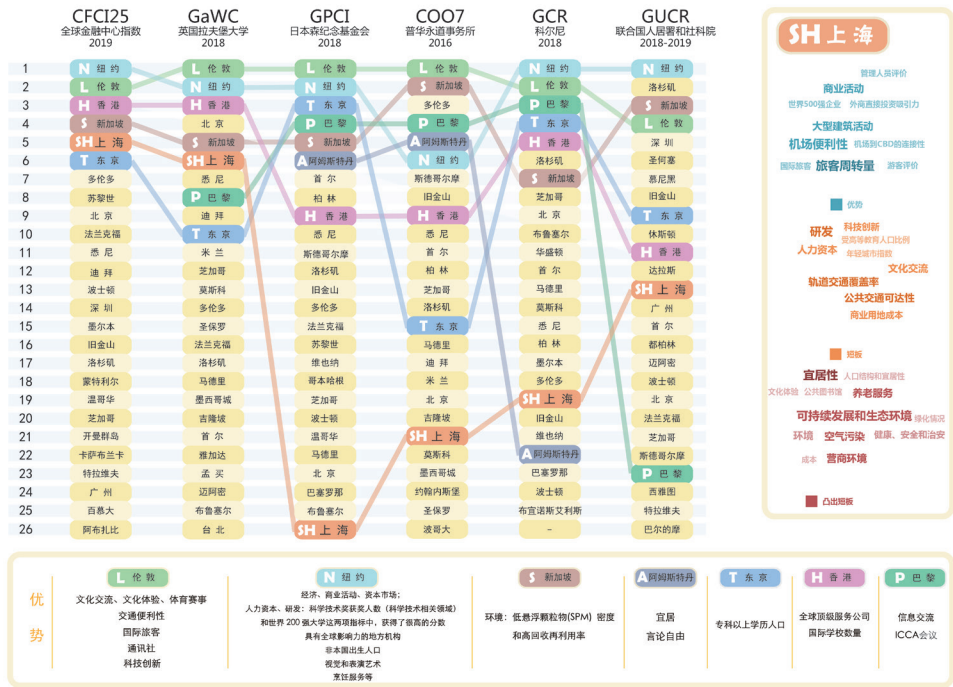 CFCI25 GaWC GPCI COO7 GCR GUCR
全球金融中心指数 英国拉夫堡大学 日本森纪念基金会 普华永道事务所 科尔尼 联合国人居署和社科院
2019 2018 2018 2016 2018 2018-2019
1 N 纽约 L 伦敦 L 伦敦 L 伦敦 N 纽约 N 纽约
2 L 伦敦 N 纽约 N 纽约 S 新加坡 L 伦敦 洛杉矶
3 H 香港 H 香港 T 东京 多伦多 P 巴黎 S 新加坡
4 S 新加坡 北京 P 巴黎 P 巴黎 T 东京 L 伦敦
5 SH 上海 S 新加坡 S 新加坡 A 阿姆斯特丹 H 香港 深圳
6 T 东京 SH 上海 A 阿姆斯特丹 N 纽约 洛杉矶 圣何塞
7 多伦多 悉尼 首尔 斯德哥尔摩 S 新加坡 慕尼黑
8 苏黎世 P 巴黎 柏林 旧金山 芝加哥 旧金山
9 北京 迪拜 H 香港 H 香港 北京 T 东京
10 法兰克福 T 东京 悉尼 悉尼 布鲁塞尔 休斯顿
11 悉尼 米兰 斯德哥尔摩 首尔 华盛顿 H 香港
12 迪拜 芝加哥 洛杉矶 柏林 首尔 达拉斯
13 波士顿 莫斯科 旧金山 芝加哥 马德里 SH 上海
14 深圳 多伦多 多伦多 洛杉矶 莫斯科 广州
15 墨尔本 圣保罗 法兰克福 T 东京 悉尼 首尔
16 旧金山 法兰克福 苏黎世 马德里 柏林 都柏林
17 洛杉矶 洛杉矶 维也纳 迪拜 墨尔本 迈阿密
18 蒙特利尔 马德里 哥本哈根 米兰 多伦多 波士顿
19 温哥华 墨西哥城 芝加哥 北京 SH 上海 北京
20 芝加哥 吉隆坡 波士顿 吉隆坡 旧金山 法兰克福
21 开曼群岛 首尔 温哥华 SH 上海 维也纳 芝加哥
22 卡萨布兰卡 雅加达 马德里 莫斯科 A 阿姆斯特丹 斯德哥尔摩
23 特拉维夫 孟买 北京 墨西哥城 巴塞罗那 P 巴黎
24 广州 迈阿密 巴塞罗那 约翰内斯堡 波士顿 西雅图
25 百慕大 布鲁塞尔 布鲁塞尔 圣保罗 布宜诺斯艾利斯 特拉维夫
26 阿布扎比 台北 SH 上海 波哥大 - 巴尔的摩
SH 上海
管理人员评价
商业活动
世界500强企业 外商直接投资吸引力
大型建筑活动
机场便利性 机场到CBD的连接性
国际旅客 旅客周转量 游客评价
优势
研发 科技创新
受高等教育人口比例
人力资本 年轻城市指数
文化交流
轨道交通覆盖率
公共交通可达性
商业用地成本
短板
宜居性 人口结构和宜居性
文化体验 公共图书馆 养老服务
可持续发展和生态环境 绿化情况
环境 空气污染 健康、安全和治安
成本 营商环境
凸出短板
优势
L 伦敦
文化交流、文化体验、体育赛事
交通便利性
国际旅客
通讯社
科技创新
N 纽约
经济、商业活动、资本市场；
人力资本、研发：科学技术奖获奖人数（科学技术相关领域）
和世界 200 强大学这两项指标中，获得了很高的分数
具有全球影响力的地方机构
非本国出生人口
视觉和表演艺术
烹饪服务等
S 新加坡
环境：低悬浮颗粒物(SPM) 密度
和高回收再利用率
A 阿姆斯特丹
宜居
言论自由
T 东京
专科以上学历人口
H 香港
全球顶级服务公司
国际学校数量
P 巴黎
信息交流
ICCA会议